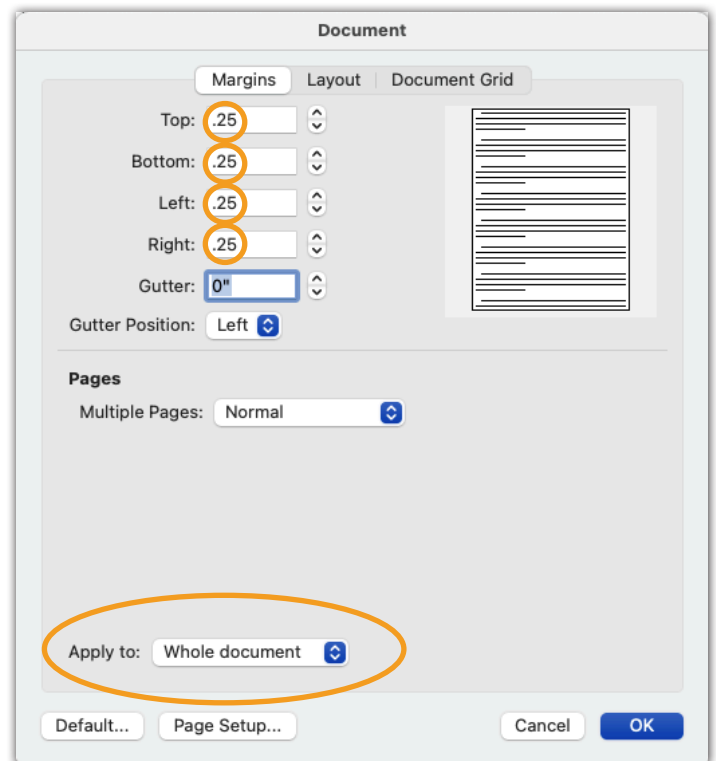 Document
Margins Layout Document Grid
Top: .25
Bottom: .25
Left: .25
Right: .25
Gutter: 0"
Gutter Position: Left
Pages
Multiple Pages: Normal
Apply to: Whole document
Default... Page Setup... Cancel OK